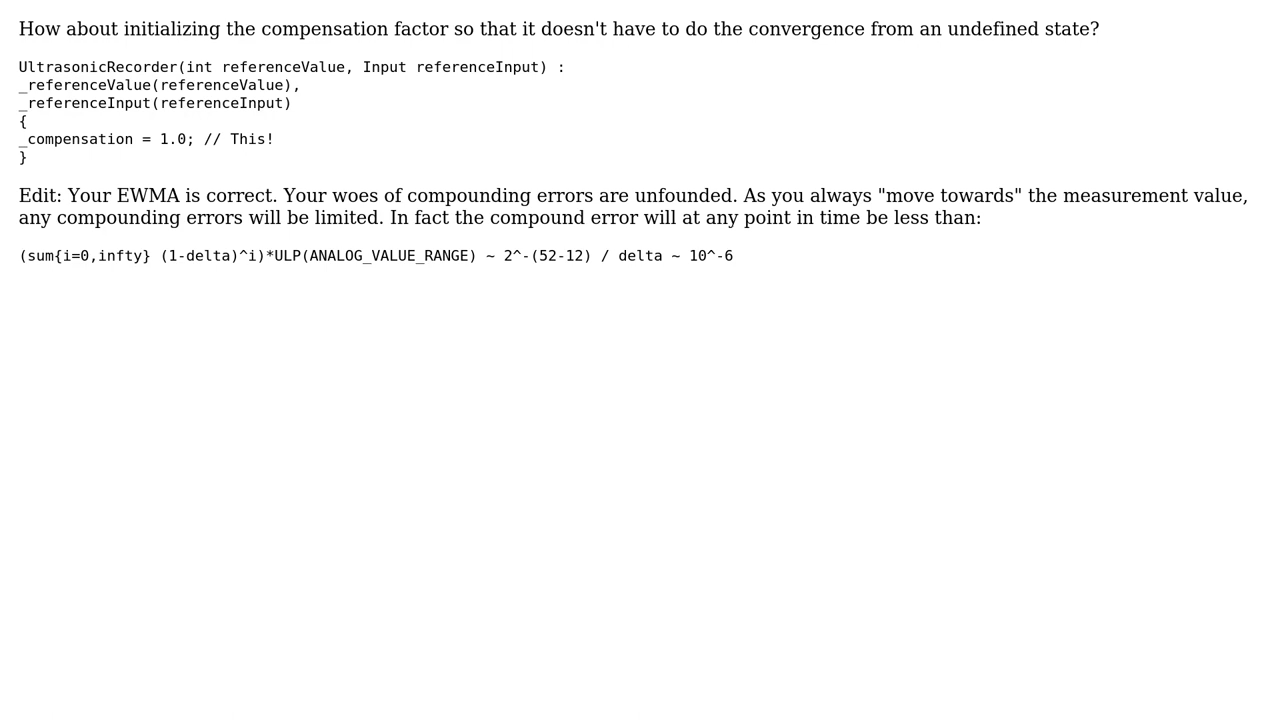 How about initializing the compensation factor so that it doesn't have to do the convergence from an undefined state?
UltrasonicRecorder(int referenceValue, Input referenceInput) :
_referenceValue(referenceValue),
_referenceInput(referenceInput)
{
_compensation = 1.0; // This!
}
Edit: Your EWMA is correct. Your woes of compounding errors are unfounded. As you always "move towards" the measurement value,
any compounding errors will be limited. In fact the compound error will at any point in time be less than:
(sum{i=0,infty} (1-delta)^i)*ULP(ANALOG_VALUE_RANGE) ~ 2^-(52-12) / delta ~ 10^-6